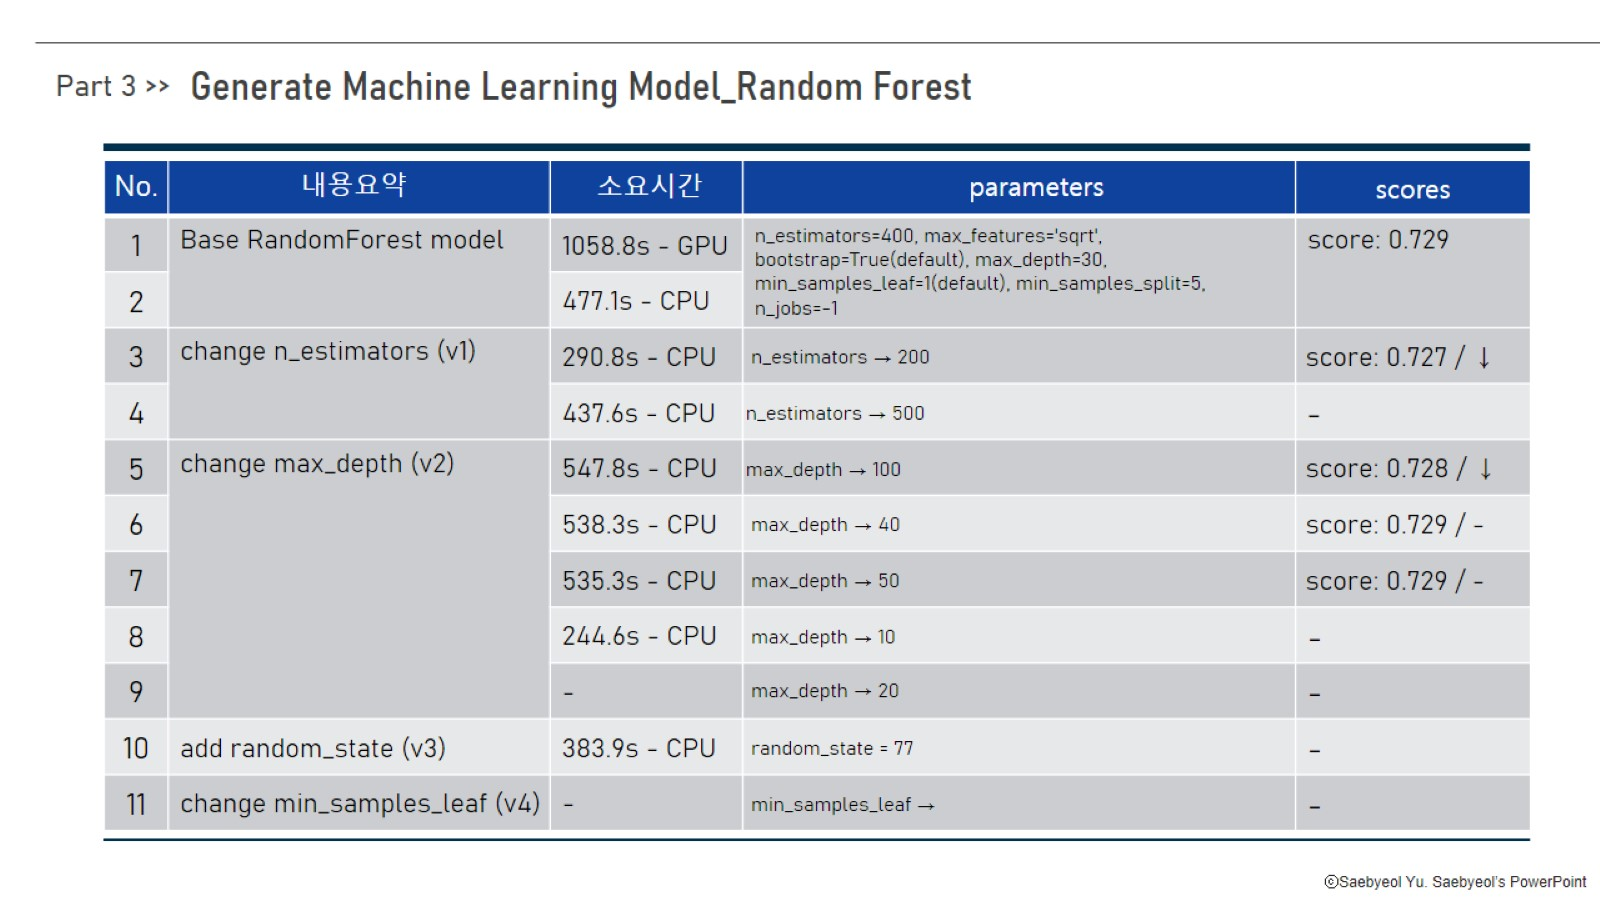 Part 3 >> Generate Machine Learning Model_Random Forest
No. 내용요약 소요시간 parameters scores
1 Base RandomForest model 1058.8s - GPU n_estimators=400, max_features='sqrt', score: 0.729
bootstrap=True(default), max_depth=30,
min_samples_leaf=1(default), min_samples_split=5,
2 477.1s - CPU n_jobs=-1
3 change n_estimators (v1) 290.8s - CPU n_estimators → 200 score: 0.727 / ↓
4 437.6s - CPU n_estimators → 500 -
5 change max_depth (v2) 547.8s - CPU max_depth → 100 score: 0.728 / ↓
6 538.3s - CPU max_depth → 40 score: 0.729 / -
7 535.3s - CPU max_depth → 50 score: 0.729 / -
8 244.6s - CPU max_depth → 10 -
9 - max_depth → 20 -
10 add random_state (v3) 383.9s - CPU random_state = 77 -
11 change min_samples_leaf (v4) - min_samples_leaf → -
ⓒSaebyeol Yu. Saebyeol's PowerPoint